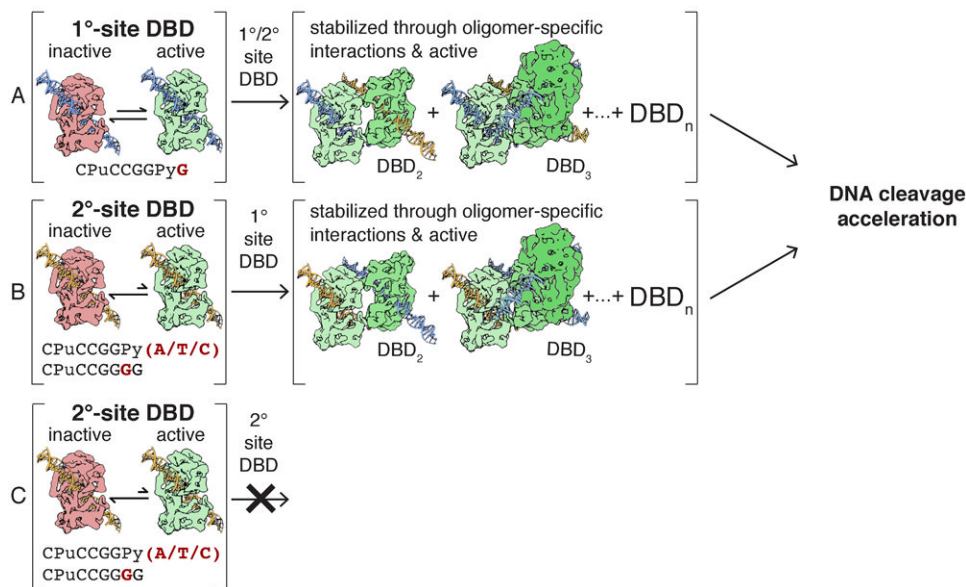 A
1°-site DBD
inactive active
CPuCCGGPyG
1°/2°
site
DBD
stabilized through oligomer-specific
interactions & active
+ +...+ DBDn
DBD2 DBD3
DNA cleavage
acceleration
B
2°-site DBD
inactive active
CPuCCGGPy(A/T/C)
CPuCCGGGG
1°
site
DBD
stabilized through oligomer-specific
interactions & active
+ +...+ DBDn
DBD2 DBD3
C
2°-site DBD
inactive active
CPuCCGGPy(A/T/C)
CPuCCGGGG
2°
site
DBD